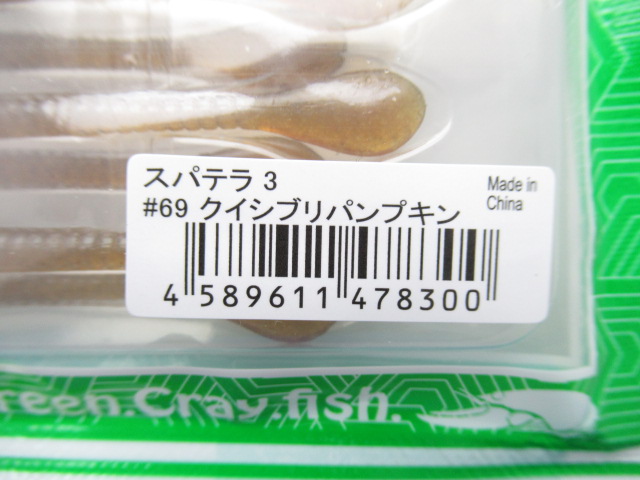 スパテラ 3
Made in
China
#69 クイシブリパンプキン
4 589611 478300
reen.Cray.fish.